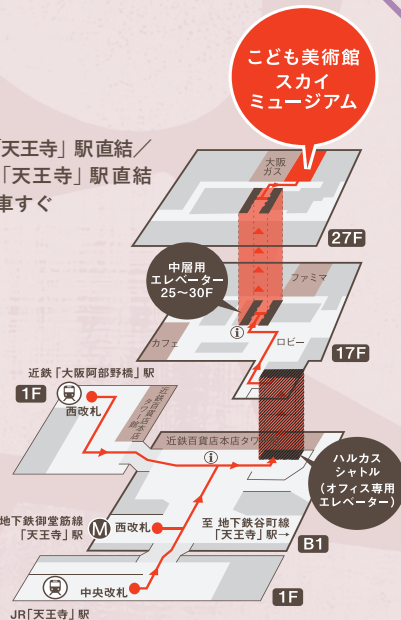 こども美術館
スカイ
ミュージアム
「天王寺」駅直結／
「天王寺」駅直結
車すぐ
大阪
ガス
27F
中層用
エレベーター
25〜30F
ファミマ
カフェ
ロビー
17F
近鉄「大阪阿部野橋」駅
1F
西改札
近鉄百貨店本店
タワー館
近鉄百貨店本店タワ
ハルカス
シャトル
(オフィス専用
エレベーター)
地下鉄御堂筋線
「天王寺」駅
M 西改札
至 地下鉄谷町線
「天王寺」駅→
B1
中央改札
1F
JR「天王寺」駅